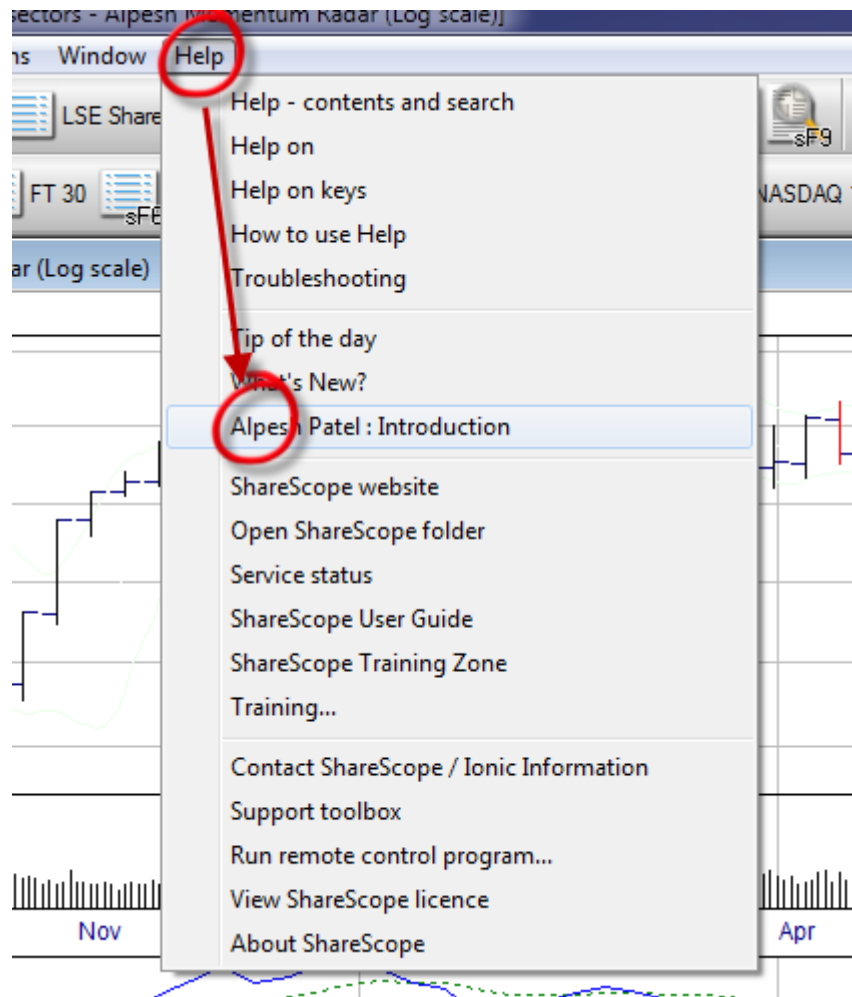 sectors - Alpesh Momentum Radar (Log scale)]
ns Window Help
LSE Share
sF9
FT 30
sF6
NASDAQ
ar (Log scale)
Help - contents and search
Help on
Help on keys
How to use Help
Troubleshooting
Tip of the day
What's New?
Alpesh Patel : Introduction
ShareScope website
Open ShareScope folder
Service status
ShareScope User Guide
ShareScope Training Zone
Training...
Contact ShareScope / Ionic Information
Support toolbox
Run remote control program...
View ShareScope licence
About ShareScope
Nov
Apr